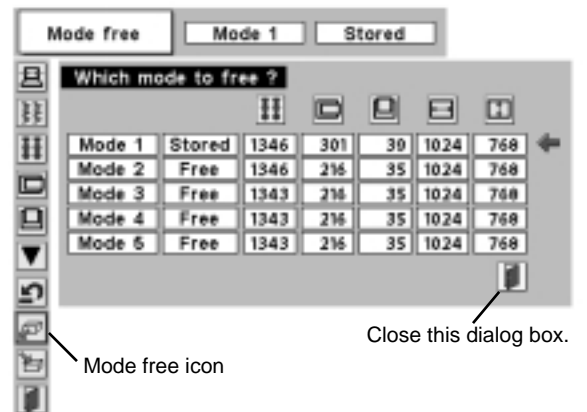 Mode free Mode 1 Stored
Which mode to free ?
Mode 1 Stored 1346 301 39 1024 768
Mode 2 Free 1346 216 35 1024 768
Mode 3 Free 1343 216 35 1024 768
Mode 4 Free 1343 216 35 1024 768
Mode 5 Free 1343 216 35 1024 768
Close this dialog box.
Mode free icon